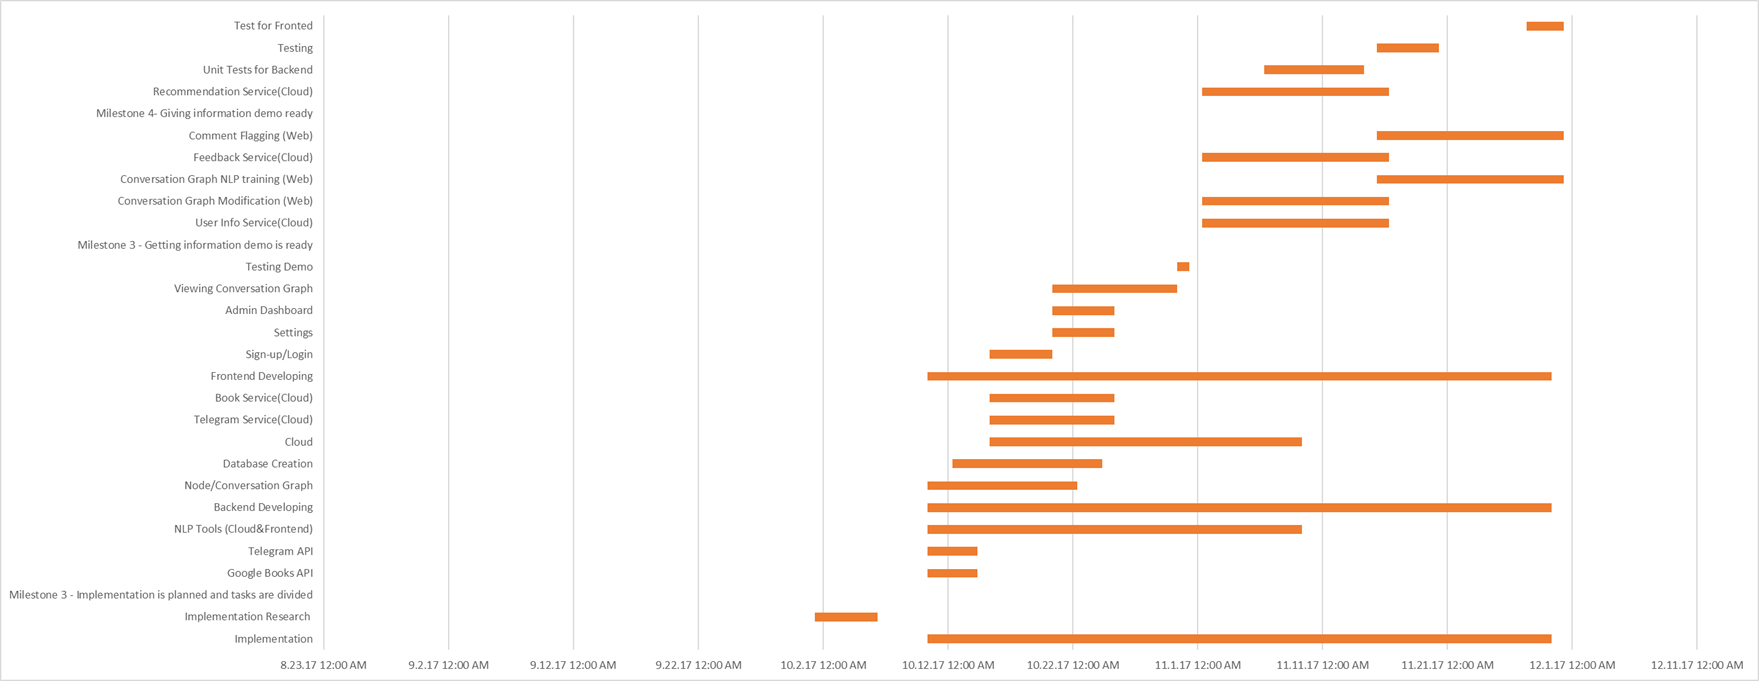 Test for Fronted
Testing
Unit Tests for Backend
Recommendation Service(Cloud)
Milestone 4- Giving information demo ready
Comment Flagging (Web)
Feedback Service(Cloud)
Conversation Graph NLP training (Web)
Conversation Graph Modification (Web)
User Info Service(Cloud)
Milestone 3 - Getting information demo is ready
Testing Demo
Viewing Conversation Graph
Admin Dashboard
Settings
Sign-up/Login
Frontend Developing
Book Service(Cloud)
Telegram Service(Cloud)
Cloud
Database Creation
Node/Conversation Graph
Backend Developing
NLP Tools (Cloud&Frontend)
Telegram API
Google Books API
Milestone 3 - Implementation is planned and tasks are divided
Implementation Research
Implementation
8.23.17 12:00 AM 9.2.17 12:00 AM 9.12.17 12:00 AM 9.22.17 12:00 AM 10.2.17 12:00 AM 10.12.17 12:00 AM 10.22.17 12:00 AM 11.1.17 12:00 AM 11.11.17 12:00 AM 11.21.17 12:00 AM 12.1.17 12:00 AM 12.11.17 12:00 AM